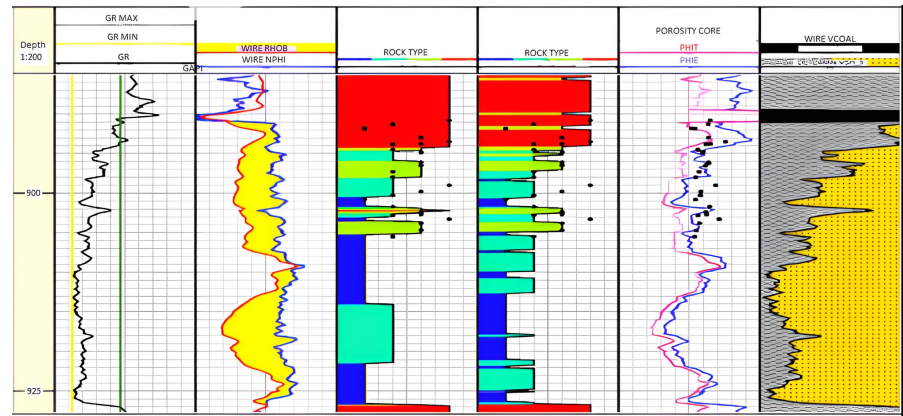 Depth
1:200
GR MAX
GR MIN
GR
GAPI
WIRE RHOB
WIRE NPHI
ROCK TYPE
ROCK TYPE
POROSITY CORE
PHIT
PHIE
WIRE VCOAL
900
925